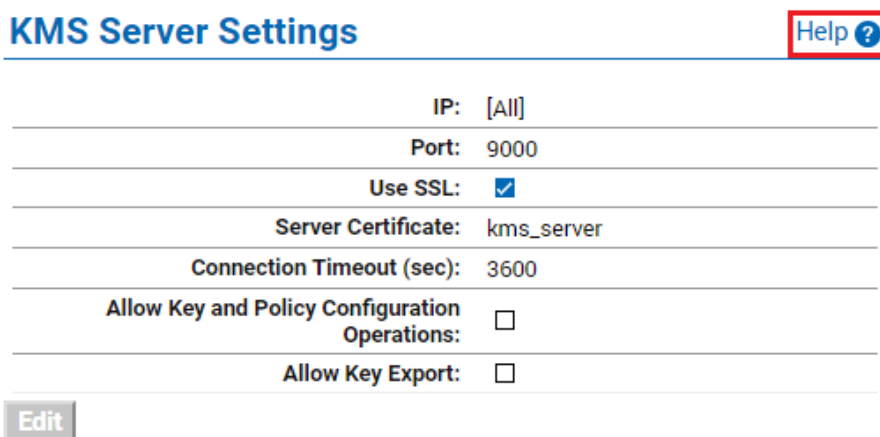 KMS Server Settings
Help ?
IP: [All]
Port: 9000
Use SSL:
Server Certificate: kms_server
Connection Timeout (sec): 3600
Allow Key and Policy Configuration
Operations:
Allow Key Export:
Edit